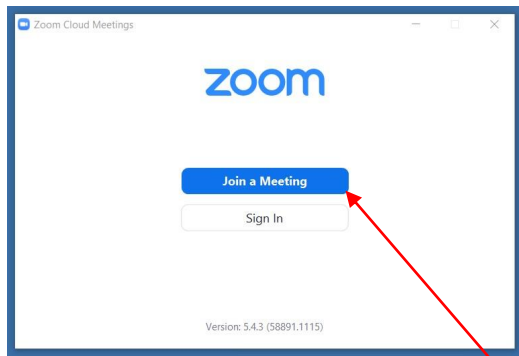 Zoom Cloud Meetings
zoom
Join a Meeting
Sign In
Version: 5.4.3 (58891.1115)